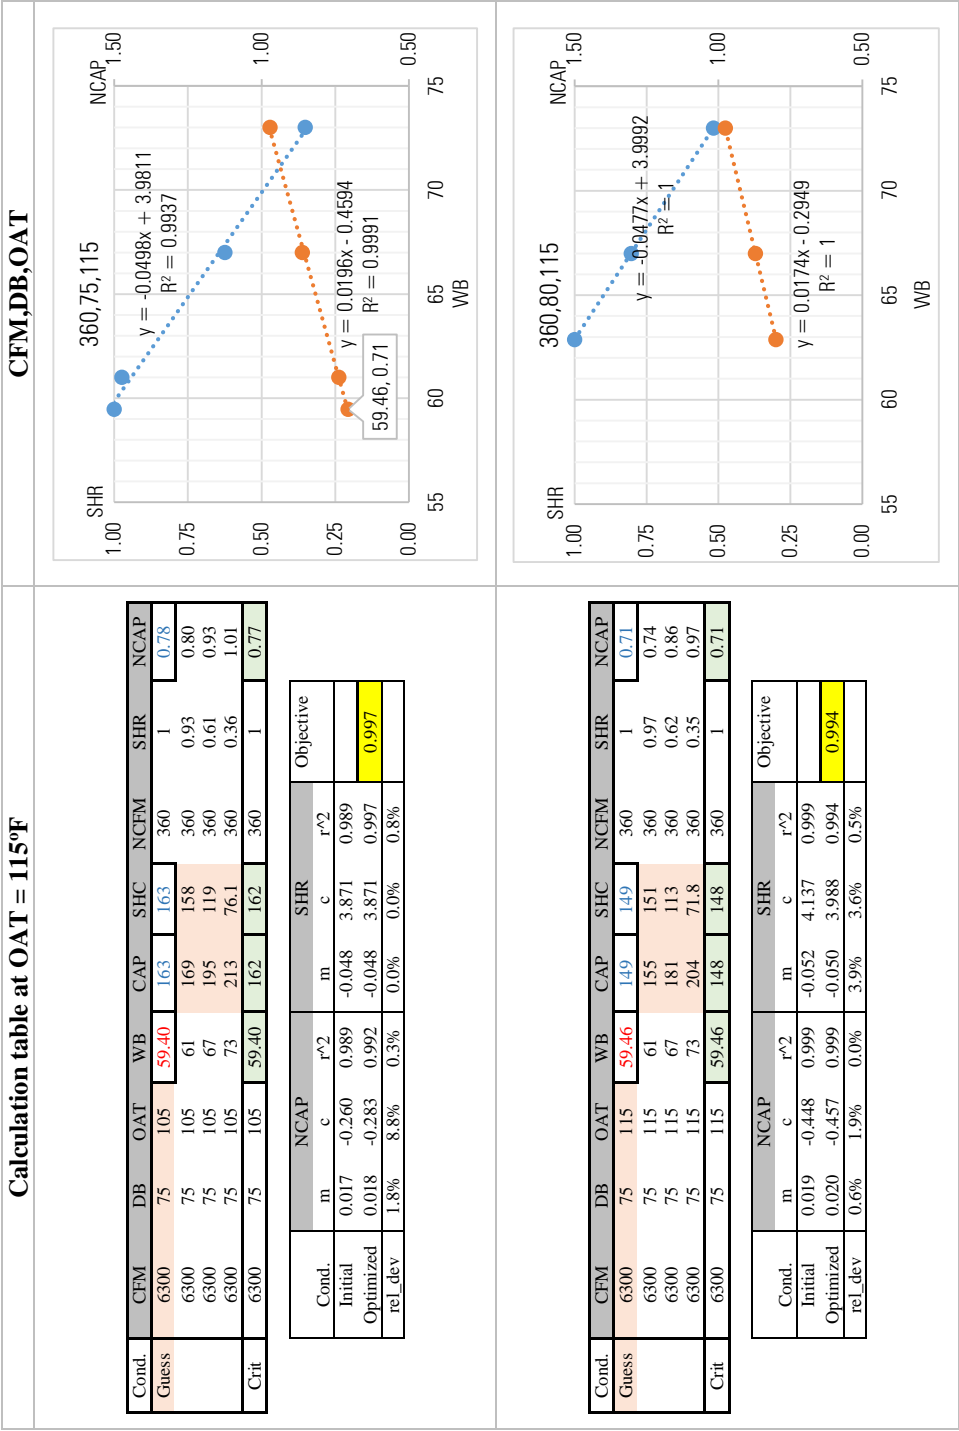 Calculation table at OAT = 115ºF
CFM,DB,OAT
Cond. CFM DB OAT WB CAP SHC NCFM SHR NCAP
Guess 6300 75 105 59.40 163 163 360 1 0.78
6300 75 105 61 169 158 360 0.93 0.80
6300 75 105 67 195 119 360 0.61 0.93
6300 75 105 73 213 76.1 360 0.36 1.01
Crit 6300 75 105 59.40 162 162 360 1 0.77
NCAP SHR Objective
Cond. m c r^2 m c r^2
Initial 0.017 -0.260 0.989 -0.048 3.871 0.989
Optimized 0.018 -0.283 0.992 -0.048 3.871 0.997 0.997
rel_dev 1.8% 8.8% 0.3% 0.0% 0.0% 0.8%
360,75,115
SHR
NCAP
1.00
0.75
0.50
0.25
0.00
1.50
1.00
0.50
y = -0.0498x + 3.9811
R² = 0.9937
y = 0.0196x - 0.4594
R² = 0.9991
59.46, 0.71
55 60 65 70 75
WB
Cond. CFM DB OAT WB CAP SHC NCFM SHR NCAP
Guess 6300 75 115 59.46 149 149 360 1 0.71
6300 75 115 61 155 151 360 0.97 0.74
6300 75 115 67 181 113 360 0.62 0.86
6300 75 115 73 204 71.8 360 0.35 0.97
Crit 6300 75 115 59.46 148 148 360 1 0.71
NCAP SHR Objective
Cond. m c r^2 m c r^2
Initial 0.019 -0.448 0.999 -0.052 4.137 0.999
Optimized 0.020 -0.457 0.999 -0.050 3.988 0.994 0.994
rel_dev 0.6% 1.9% 0.0% 3.9% 3.6% 0.5%
360,80,115
SHR
NCAP
1.00
0.75
0.50
0.25
0.00
1.50
1.00
0.50
y = -0.0477x + 3.9992
R² = 1
y = 0.0174x - 0.2949
R² = 1
55 60 65 70 75
WB